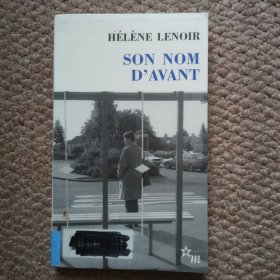 HÉLÈNE LENOIR
SON NOM
D'AVANT
m